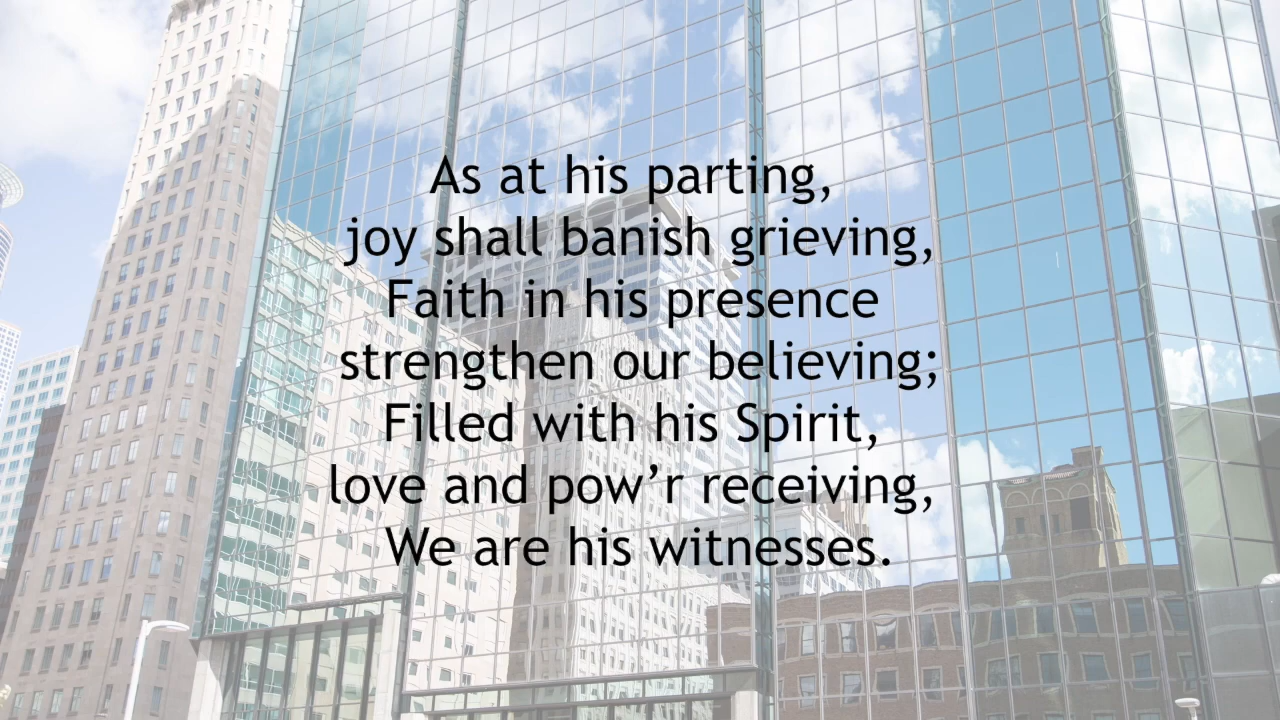 As at his parting,
joy shall banish grieving,
Faith in his presence
strengthen our believing;
Filled with his Spirit,
love and pow’r receiving,
We are his witnesses.